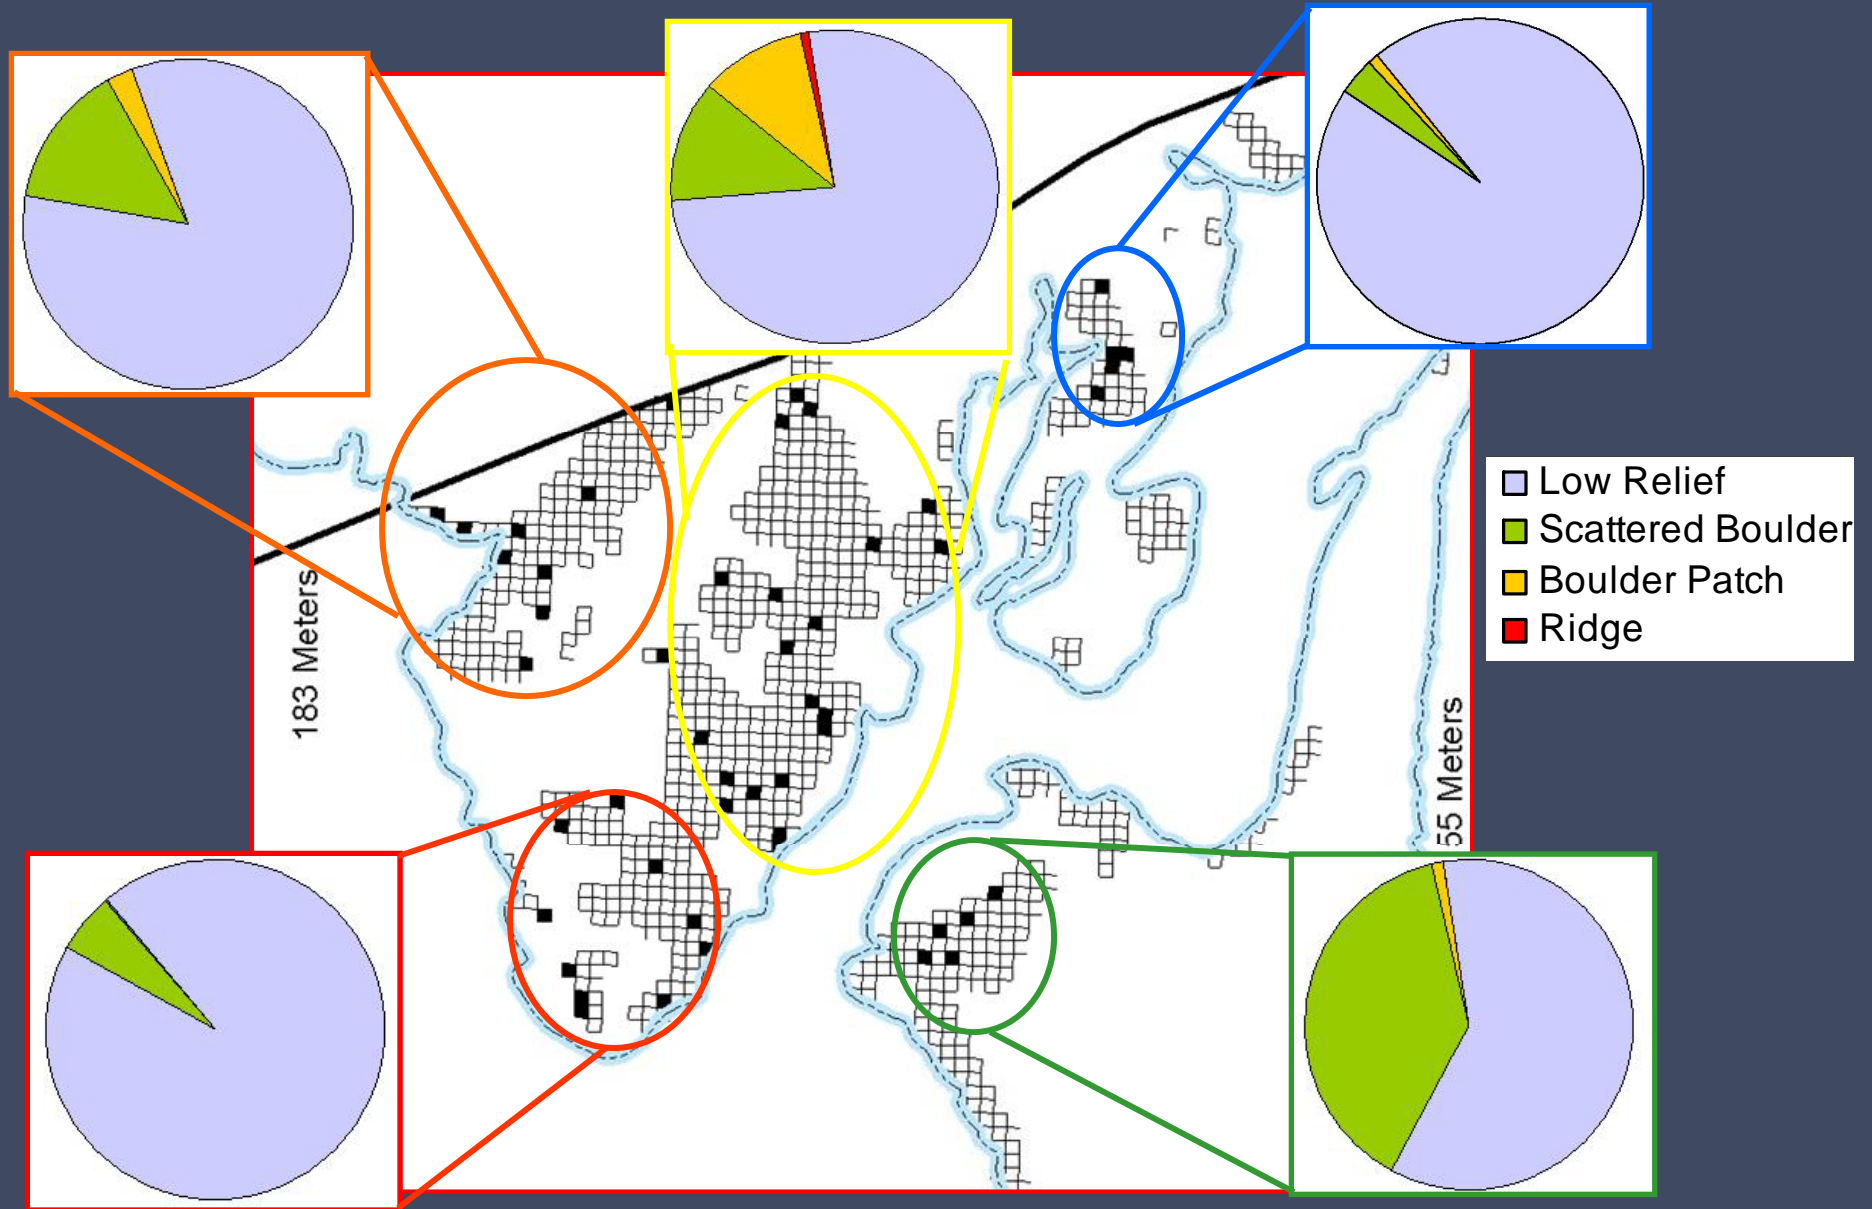 183 Meters
55 Meters
Low Relief
Scattered Boulder
Boulder Patch
Ridge